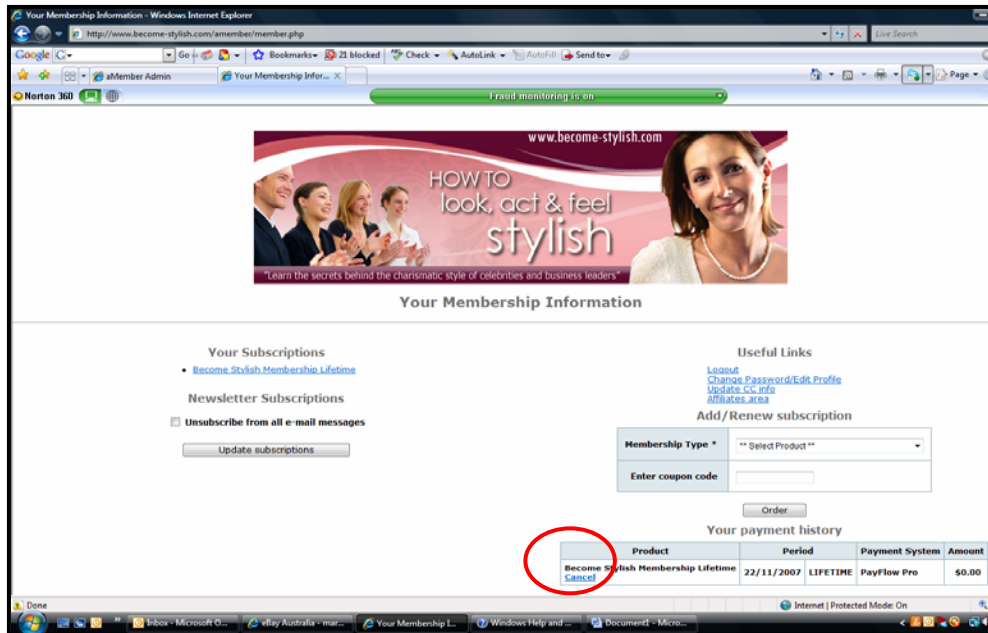 Your Membership Information - Windows Internet Explorer
http://www.become-stylish.com/amember/member.php
Live Search
Google
G
Go
Bookmarks
21 blocked
Check
AutoLink
AutoFill
Send to
aMember Admin
Your Membership Infor...
Page
Norton 360
Fraud monitoring is on
www.become-stylish.com
HOW TO
look, act & feel
stylish
"Learn the secrets behind the charismatic style of celebrities and business leaders"
Your Membership Information
Your Subscriptions
Become Stylish Membership Lifetime
Newsletter Subscriptions
Unsubscribe from all e-mail messages
Update subscriptions
Useful Links
Logout
Change Password/Edit Profile
Update CC info
Affiliates area
Add/Renew subscription
Membership Type *
** Select Product **
Enter coupon code
Order
Your payment history
Product Period Payment System Amount
Become Stylish Membership Lifetime 22/11/2007 LIFETIME PayFlow Pro $0.00
Cancel
Done
Internet | Protected Mode: On
Inbox - Microsoft O...
eBay Australia - mar...
Your Membership I...
Windows Help and ...
Document1 - Micro...